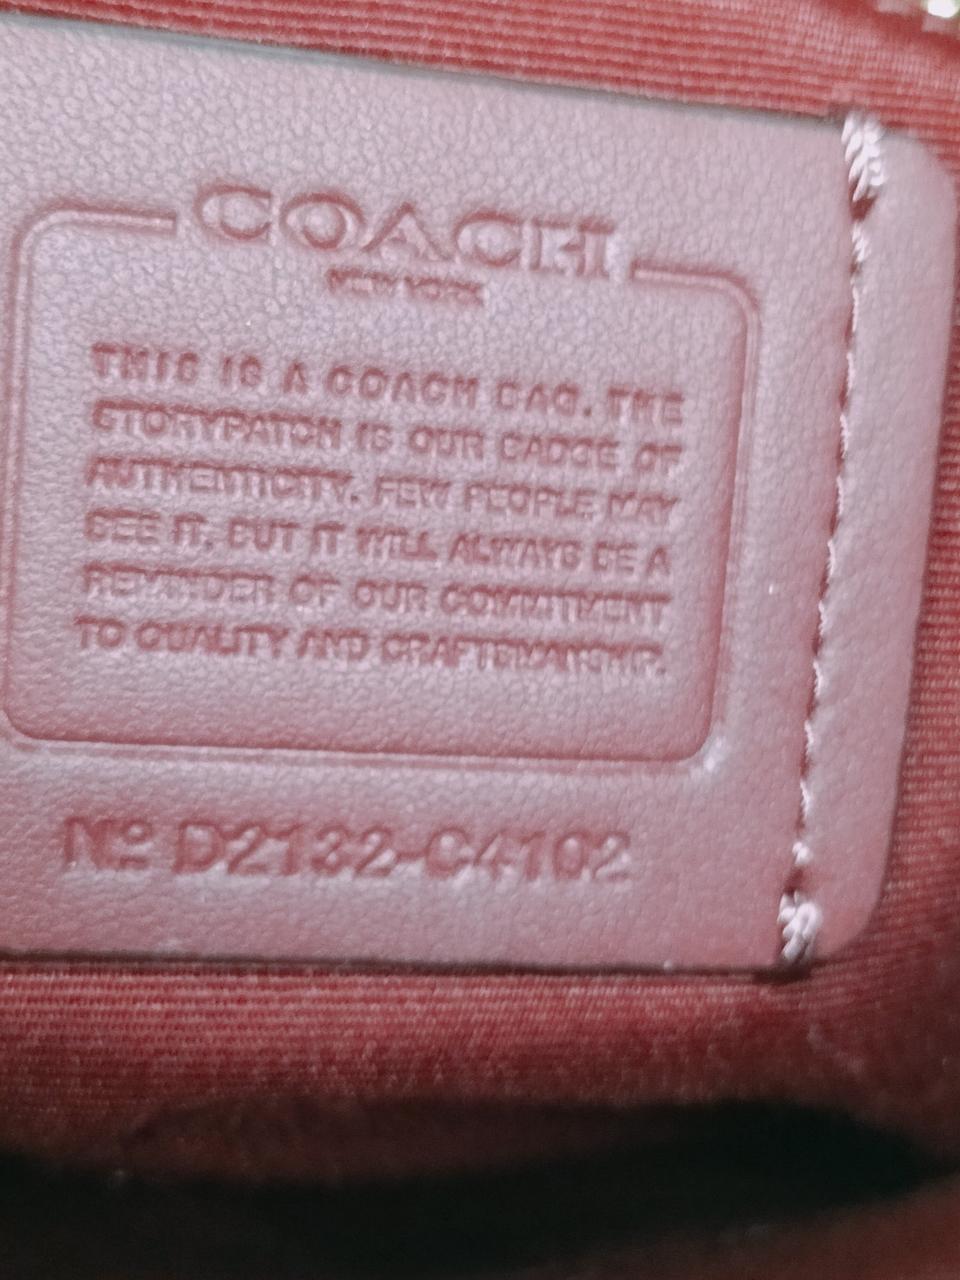 COACH
NEW YORK
THIS IS A COACH BAG. THE
STORYPATCH IS OUR BADGE OF
AUTHENTICITY. FEW PEOPLE MAY
SEE IT, BUT IT WILL ALWAYS BE A
REMINDER OF OUR COMMITMENT
TO QUALITY AND CRAFTSMANSHIP.
Nº D2132-C4102